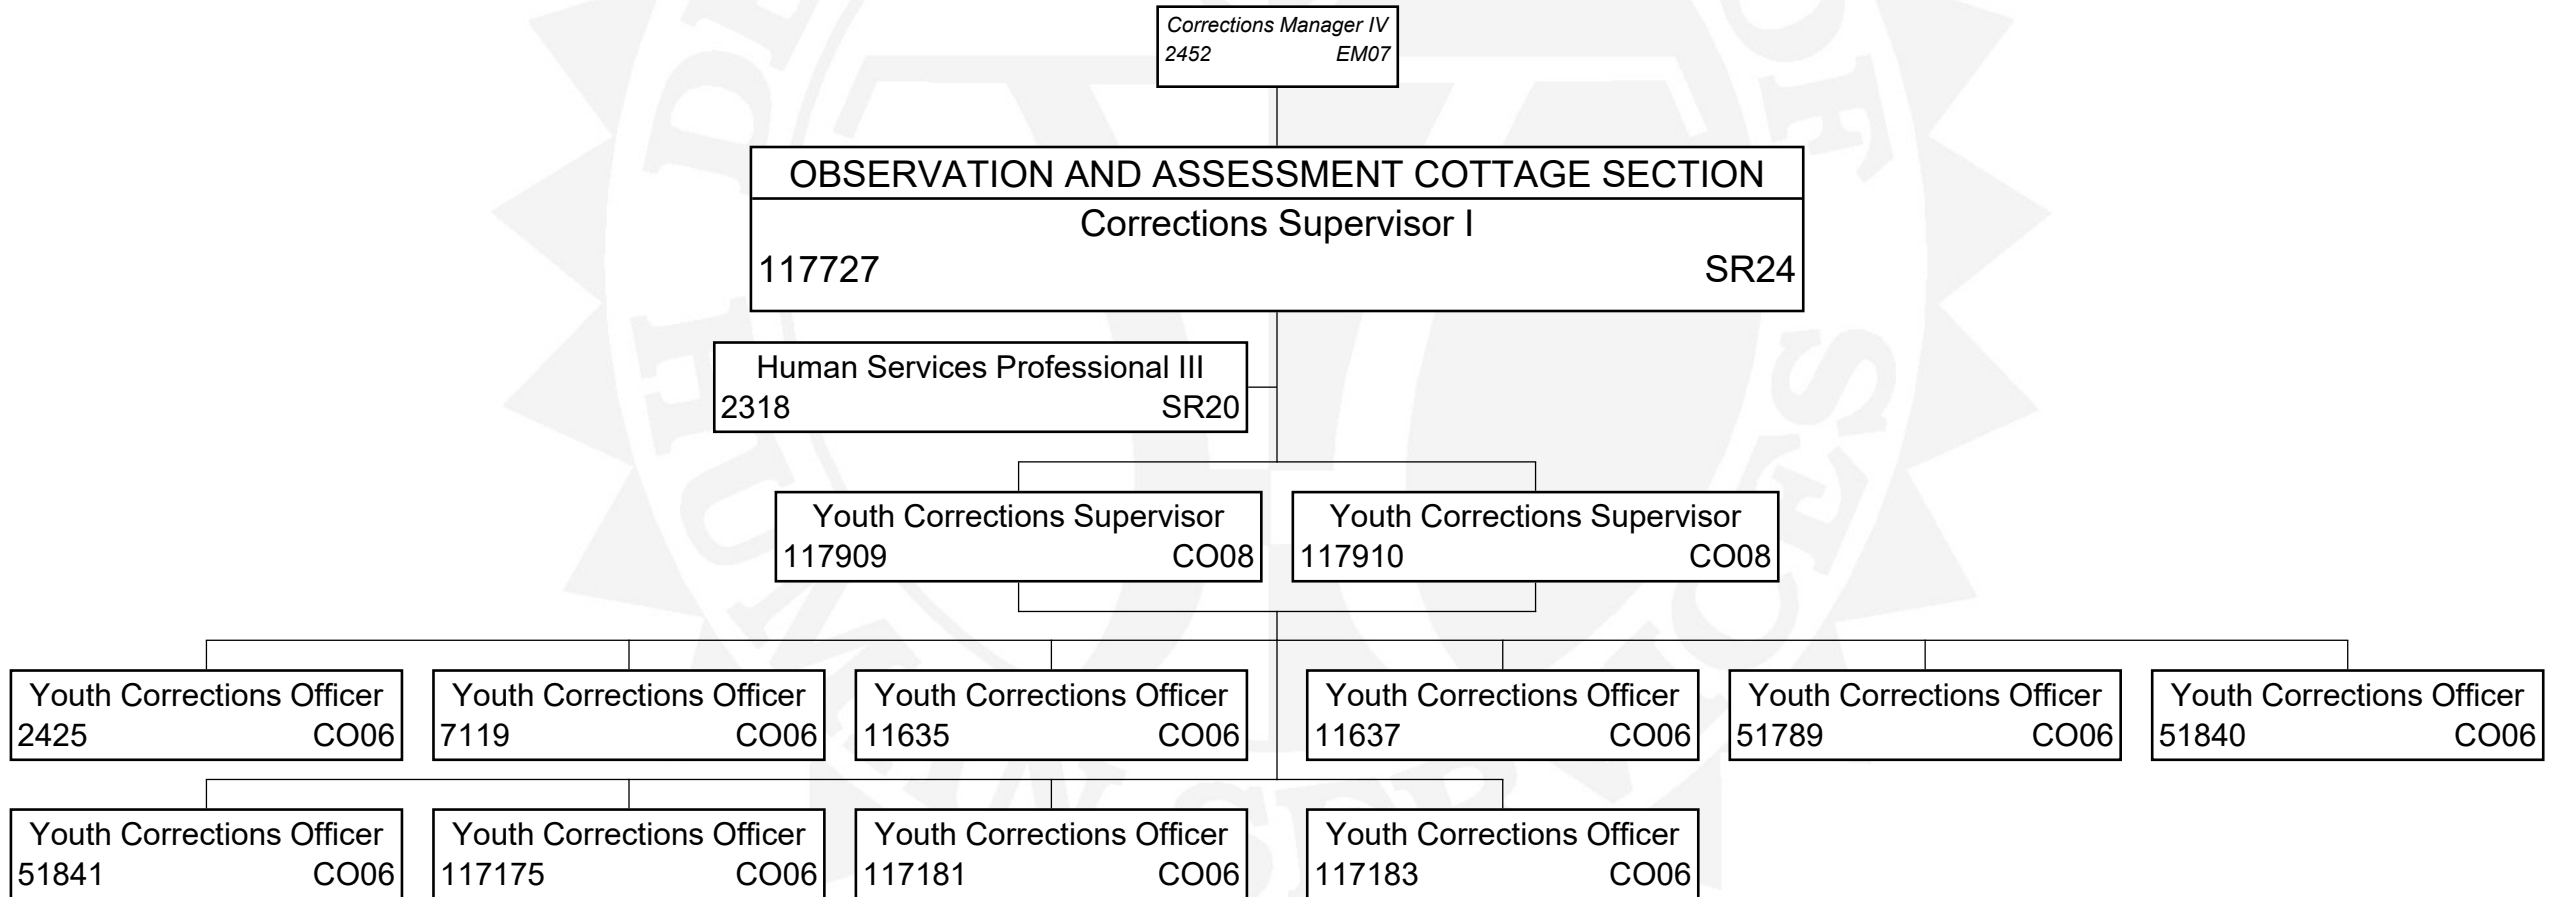 Corrections Manager IV
2452 EM07
OBSERVATION AND ASSESSMENT COTTAGE SECTION
Corrections Supervisor I
117727 SR24
Human Services Professional III
2318 SR20
Youth Corrections Supervisor
117909 CO08
Youth Corrections Supervisor
117910 CO08
Youth Corrections Officer
2425 CO06
Youth Corrections Officer
7119 CO06
Youth Corrections Officer
11635 CO06
Youth Corrections Officer
11637 CO06
Youth Corrections Officer
51789 CO06
Youth Corrections Officer
51840 CO06
Youth Corrections Officer
51841 CO06
Youth Corrections Officer
117175 CO06
Youth Corrections Officer
117181 CO06
Youth Corrections Officer
117183 CO06
OF
HUMAN SERVICES